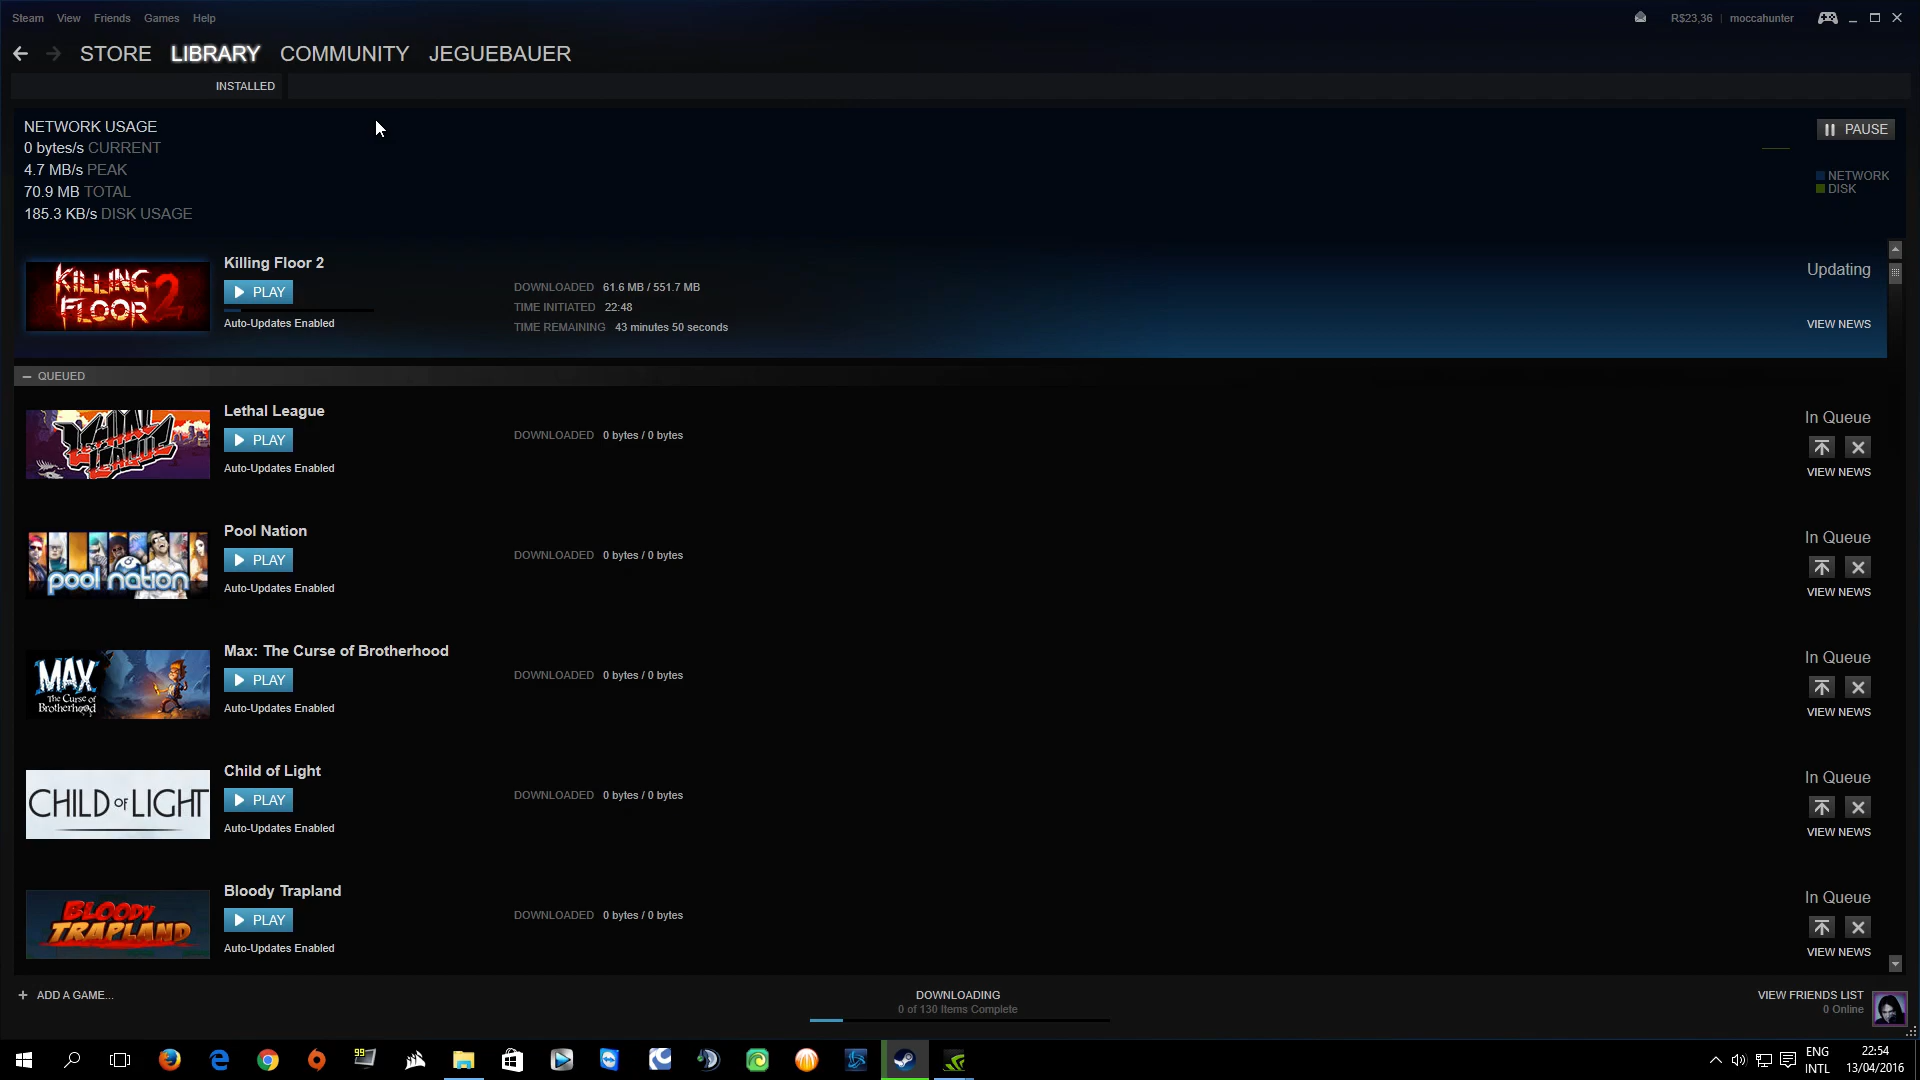 Steam View Friends Games Help
R$23,36 | moccahunter
STORE LIBRARY COMMUNITY JEGUEBAUER
INSTALLED
NETWORK USAGE
0 bytes/s CURRENT
4.7 MB/s PEAK
70.9 MB TOTAL
185.3 KB/s DISK USAGE
PAUSE
NETWORK
DISK
KILLING FLOOR 2
Killing Floor 2
PLAY
Auto-Updates Enabled
DOWNLOADED 61.6 MB / 551.7 MB
TIME INITIATED 22:48
TIME REMAINING 43 minutes 50 seconds
Updating
VIEW NEWS
QUEUED
LETHAL LEAGUE
Lethal League
PLAY
Auto-Updates Enabled
DOWNLOADED 0 bytes / 0 bytes
In Queue
VIEW NEWS
pool nation
Pool Nation
PLAY
Auto-Updates Enabled
DOWNLOADED 0 bytes / 0 bytes
In Queue
VIEW NEWS
MAX
The Curse of
Brotherhood
Max: The Curse of Brotherhood
PLAY
Auto-Updates Enabled
DOWNLOADED 0 bytes / 0 bytes
In Queue
VIEW NEWS
CHILD OF LIGHT
Child of Light
PLAY
Auto-Updates Enabled
DOWNLOADED 0 bytes / 0 bytes
In Queue
VIEW NEWS
BLOODY TRAPLAND
Bloody Trapland
PLAY
Auto-Updates Enabled
DOWNLOADED 0 bytes / 0 bytes
In Queue
VIEW NEWS
+ ADD A GAME...
DOWNLOADING
0 of 130 Items Complete
VIEW FRIENDS LIST
0 Online
99
ENG
INTL
22:54
13/04/2016